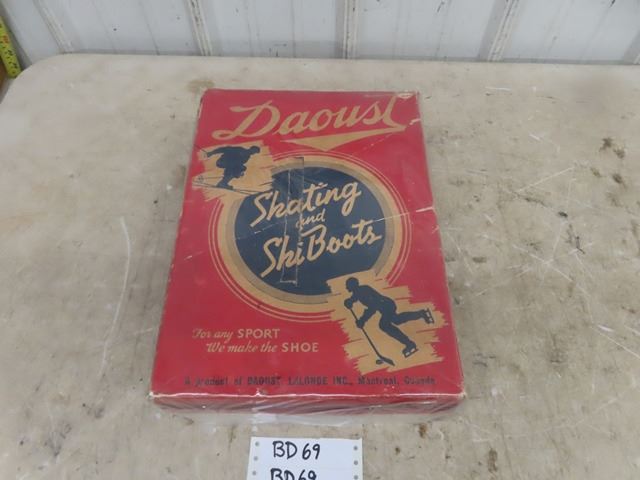 Daoust
Skating
and
Ski Boots
For any SPORT
We make the SHOE
A product of DAOUST, LALONDE INC., Montreal, Canada
BD69
BD69